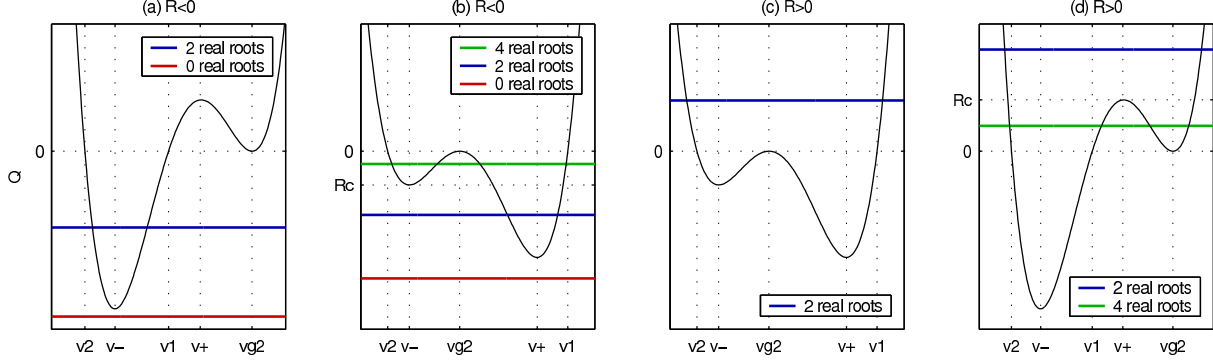 (a) R<0
2 real roots
0 real roots
0
Q
v2 v− v1 v+ vg2
(b) R<0
4 real roots
2 real roots
0 real roots
0
Rc
v2 v− vg2 v+ v1
(c) R>0
0
2 real roots
v2 v− vg2 v+ v1
(d) R>0
Rc
0
2 real roots
4 real roots
v2 v− v1 v+ vg2